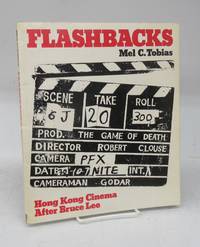 FLASHBACKS
Mel C. Tobias
SCENE TAKE ROLL
6J 20 300
PROD. THE GAME OF DEATH
DIRECTOR ROBERT CLOUSE
CAMERA PFX
DATE NITE INT.
CAMERAMAN GODAR
Hong Kong Cinema
After Bruce Lee